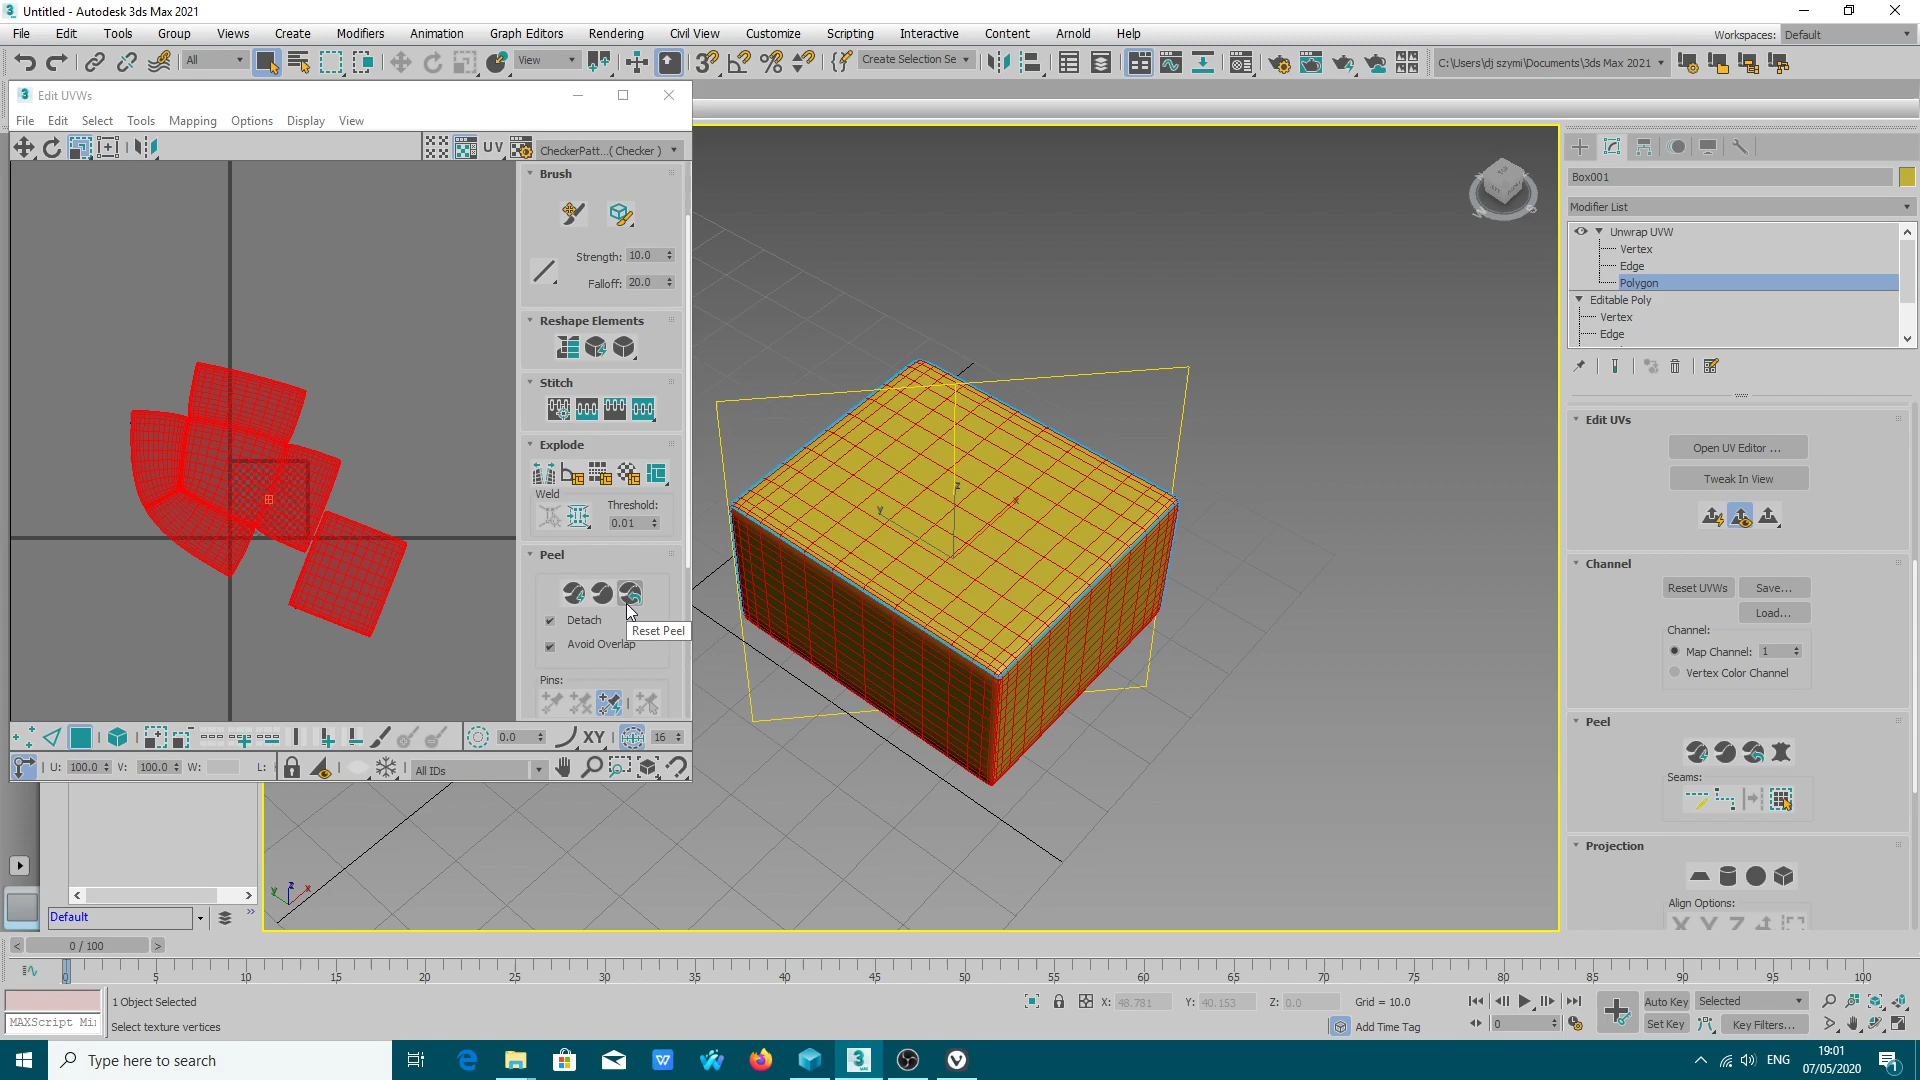 Untitled - Autodesk 3ds Max 2021
File Edit Tools Group Views Create Modifiers Animation Graph Editors Rendering Civil View Customize Scripting Interactive Content Arnold Help
Workspaces: Default
All
View
Create Selection Se
C:\Users\dj szymi\Documents\3ds Max 2021
Edit UVWs
File Edit Select Tools Mapping Options Display View
UV
CheckerPatt...( Checker )
Brush
Strength: 10.0
Falloff: 20.0
Reshape Elements
Stitch
Explode
Weld
Threshold:
0.01
Peel
Detach
Reset Peel
Avoid Overlap
Pins:
0.0
XY
16
U: 100.0 V: 100.0 W: L:
All IDs
z
x
y
z
x
y
Box001
Modifier List
Unwrap UVW
Vertex
Edge
Polygon
Editable Poly
Vertex
Edge
Edit UVs
Open UV Editor ...
Tweak In View
Channel
Reset UVWs Save...
Load...
Channel:
Map Channel: 1
Vertex Color Channel
Peel
Seams:
Projection
Align Options:
X Y Z
Default
0 / 100
0 5 10 15 20 25 30 35 40 45 50 55 60 65 70 75 80 85 90 95 100
1 Object Selected
MAXScript Mi
Select texture vertices
X: 48.781 Y: 40.153 Z: 0.0 Grid = 10.0
Add Time Tag
0
Auto Key Selected
Set Key Key Filters...
Type here to search
ENG
19:01
07/05/2020
1